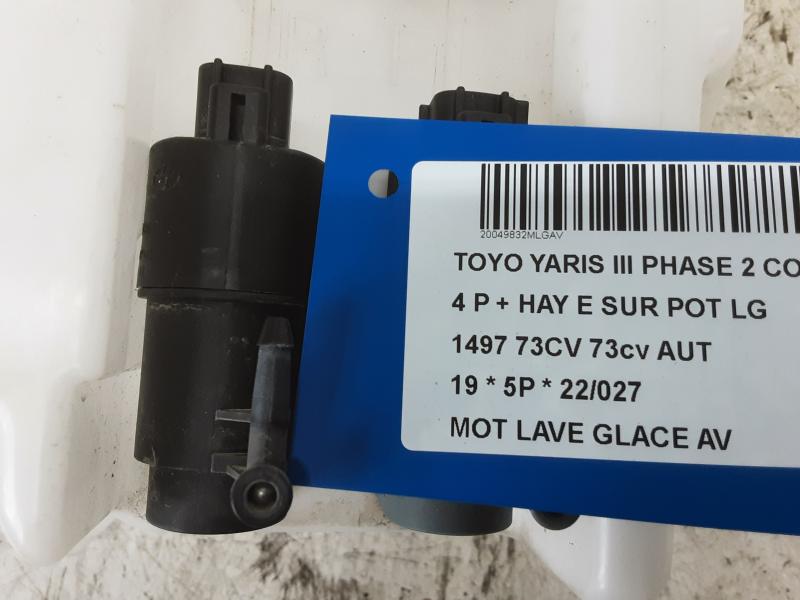 20049832MLGAV
TOYO YARIS III PHASE 2 CO
4 P + HAY E SUR POT LG
1497 73CV 73cv AUT
19 * 5P * 22/027
MOT LAVE GLACE AV